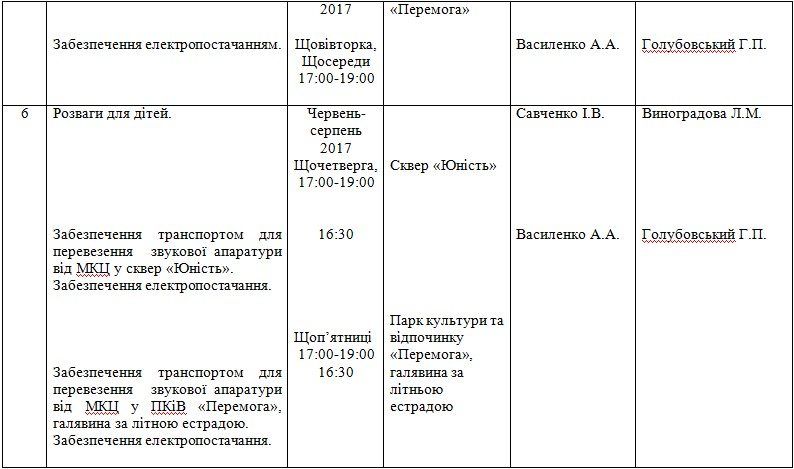 2017
«Перемога»
Забезпечення електропостачанням.
Щовівторка,
Щосереди
17:00-19:00
Василенко А.А.
Голубовський Г.П.
6
Розваги для дітей.
Червень-
серпень
2017
Щочетверга,
17:00-19:00
Сквер «Юність»
Савченко І.В.
Виноградова Л.М.
Забезпечення транспортом для
перевезення звукової апаратури
від МКЦ у сквер «Юність».
Забезпечення електропостачання.
16:30
Василенко А.А.
Голубовський Г.П.
Щоп’ятниці
17:00-19:00
16:30
Парк культури та
відпочинку
«Перемога»,
галявина за
літньою
естрадою
Забезпечення транспортом для
перевезення звукової апаратури
від МКЦ у ПКіВ «Перемога»,
галявина за літною естрадою.
Забезпечення електропостачання.